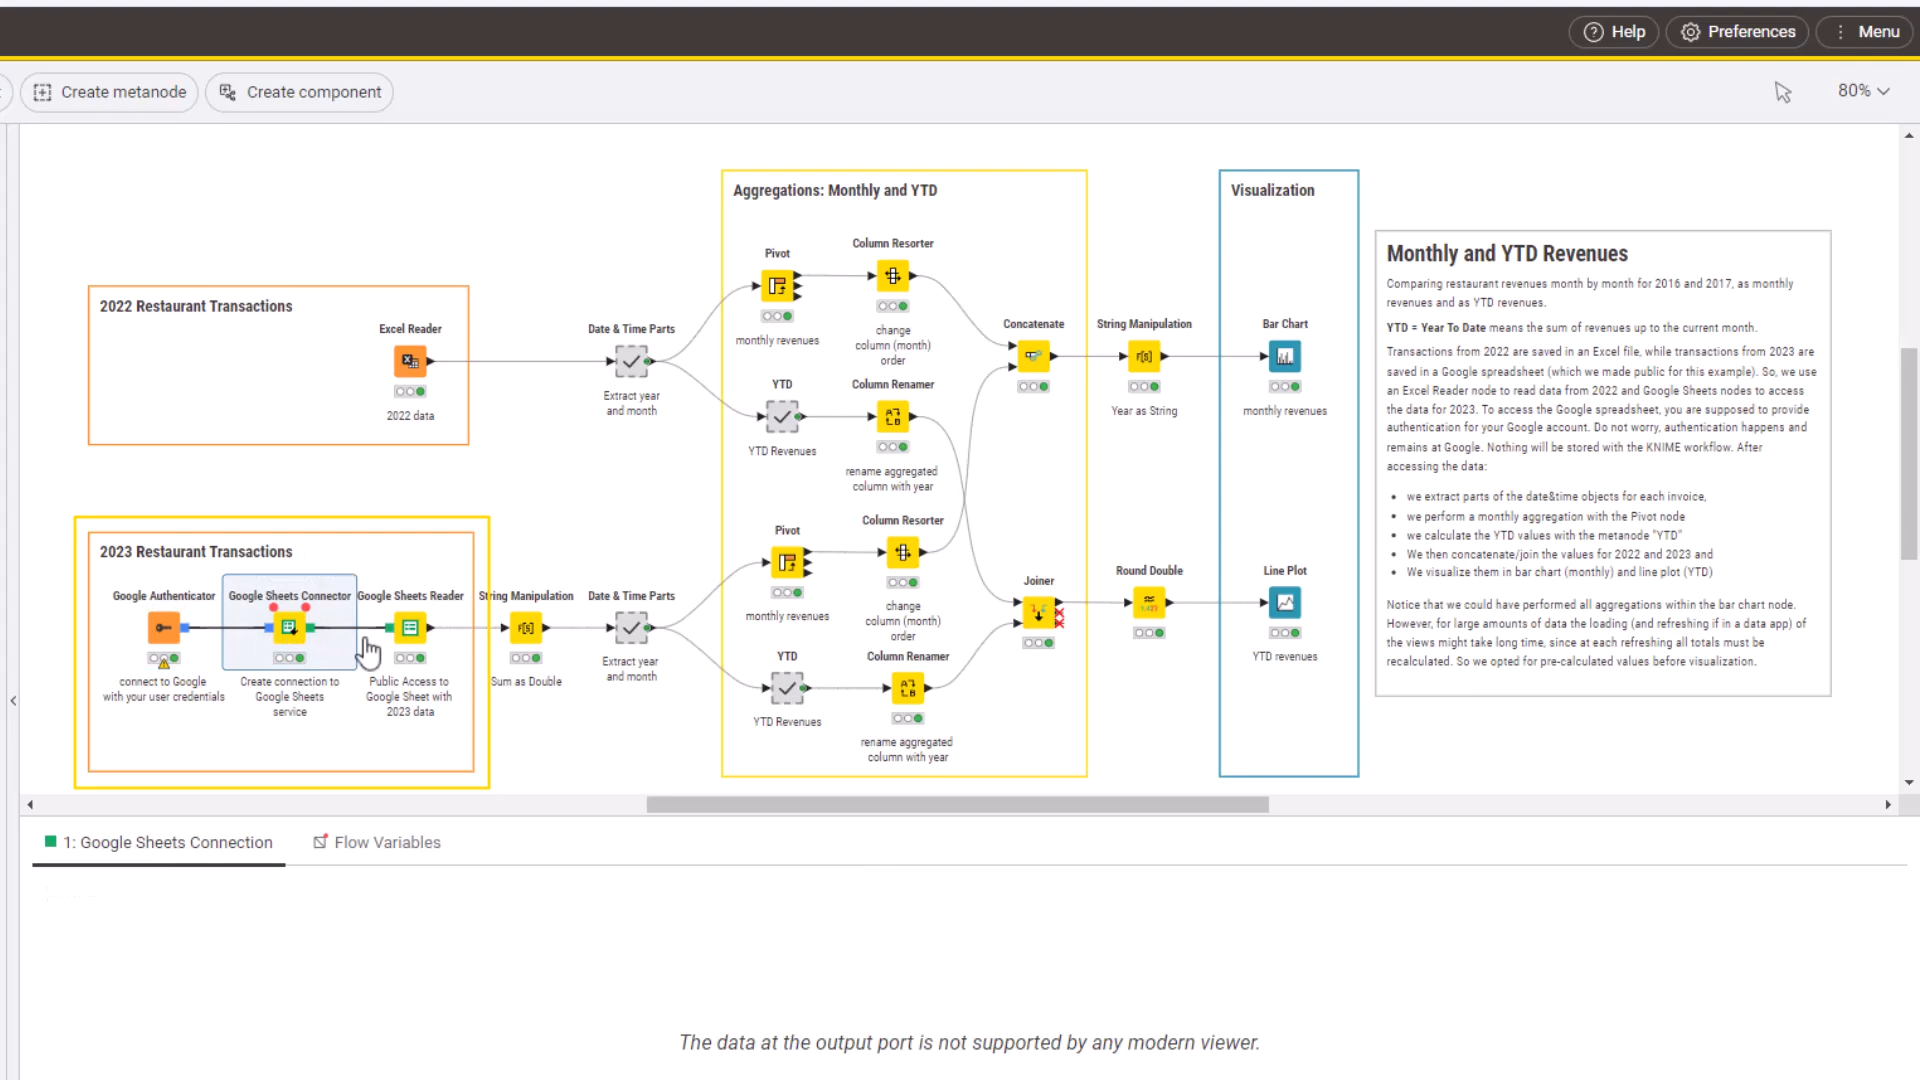 Help
Preferences
Menu
Create metanode
Create component
80%
Aggregations: Monthly and YTD
Visualization
Pivot
monthly revenues
Column Resorter
change
column (month)
order
2022 Restaurant Transactions
Excel Reader
2022 data
Date & Time Parts
Extract year
and month
YTD
YTD Revenues
Column Renamer
rename aggregated
column with year
Concatenate
String Manipulation
Year as String
Bar Chart
monthly revenues
Monthly and YTD Revenues
Comparing restaurant revenues month by month for 2016 and 2017, as monthly
revenues and as YTD revenues.
YTD = Year To Date means the sum of revenues up to the current month.
Transactions from 2022 are saved in an Excel file, while transactions from 2023 are
saved in a Google spreadsheet (which we made public for this example). So, we use
an Excel Reader node to read data from 2022 and Google Sheets nodes to access
the data for 2023. To access the Google spreadsheet, you are supposed to provide
authentication for your Google account. Do not worry, authentication happens and
remains at Google. Nothing will be stored with the KNIME workflow. After
accessing the data:
• we extract parts of the date&time objects for each invoice,
• we perform a monthly aggregation with the Pivot node
• we calculate the YTD values with the metanode "YTD"
• We then concatenate/join the values for 2022 and 2023 and
• We visualize them in bar chart (monthly) and line plot (YTD)
Notice that we could have performed all aggregations within the bar chart node.
However, for large amounts of data the loading (and refreshing if in a data app) of
the views might take long time, since at each refreshing all totals must be
recalculated. So we opted for pre-calculated values before visualization.
2023 Restaurant Transactions
Google Authenticator
connect to Google
with your user credentials
Google Sheets Connector
Create connection to
Google Sheets
service
Google Sheets Reader
Public Access to
Google Sheet with
2023 data
String Manipulation
Sum as Double
Date & Time Parts
Extract year
and month
Pivot
monthly revenues
Column Resorter
change
column (month)
order
YTD
YTD Revenues
Column Renamer
rename aggregated
column with year
Joiner
Round Double
Line Plot
YTD revenues
1: Google Sheets Connection
Flow Variables
The data at the output port is not supported by any modern viewer.